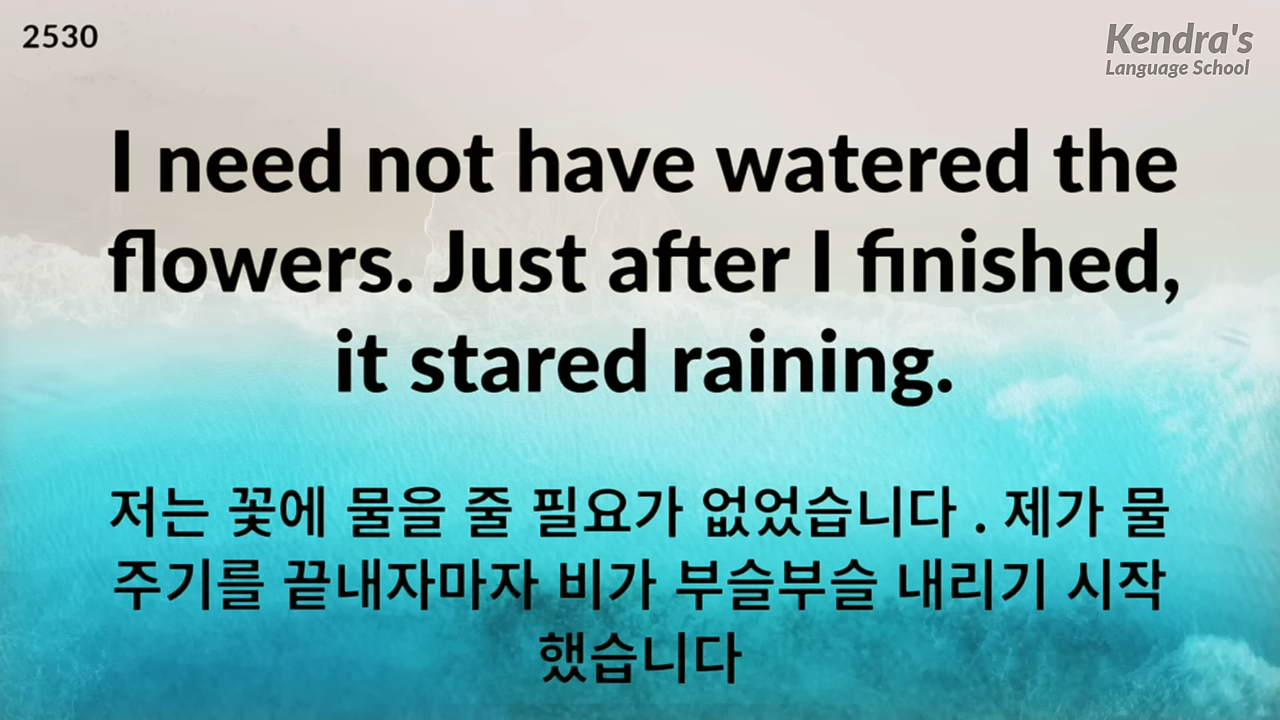 2530
Kendra's
Language School
I need not have watered the
flowers. Just after I finished,
it stared raining.
저는 꽃에 물을 줄 필요가 없었습니다 . 제가 물
주기를 끝내자마자 비가 부슬부슬 내리기 시작
했습니다